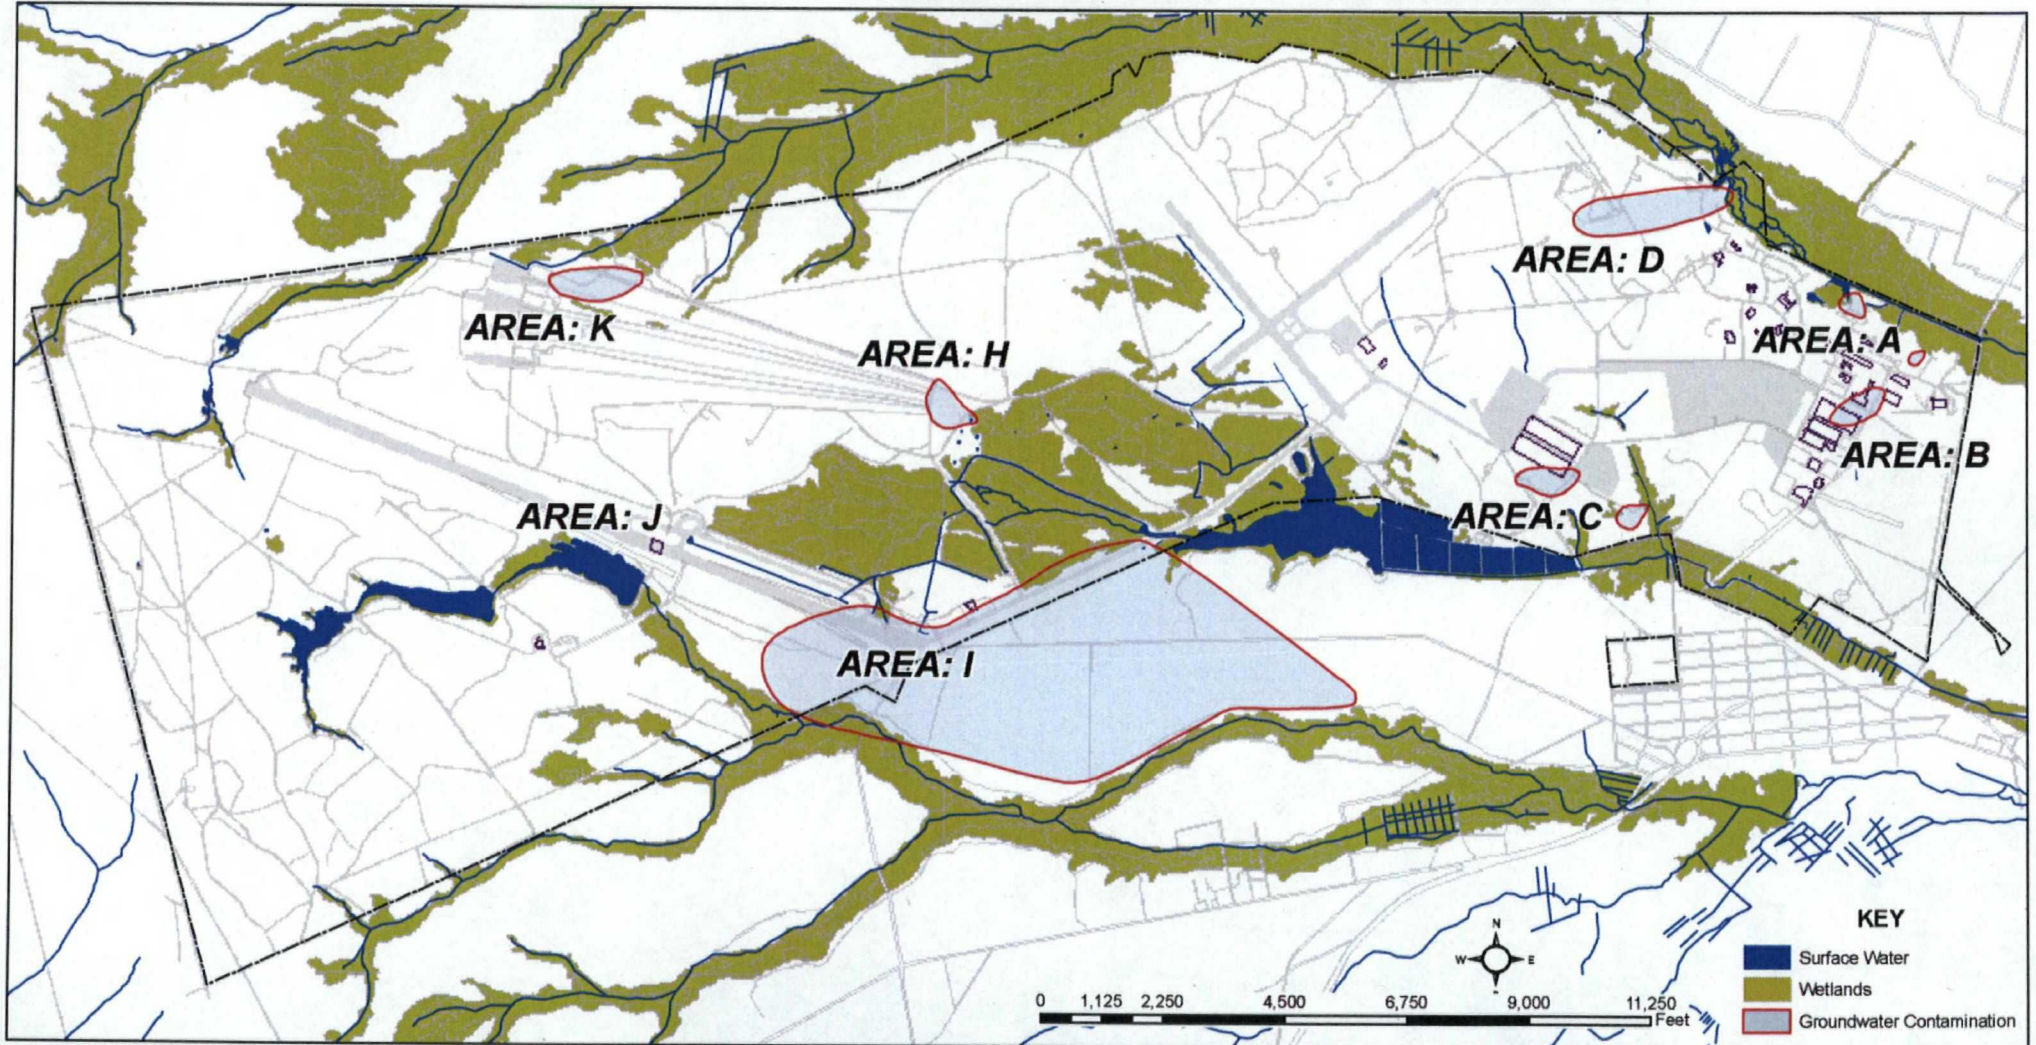 AREA: D
AREA: K
AREA: A
AREA: H
AREA: B
AREA: J
AREA: C
AREA: I
KEY
N
W E
Surface Water
Wetlands
0 1,125 2,250 4,500 6,750 9,000 11,250
Feet
Groundwater Contamination